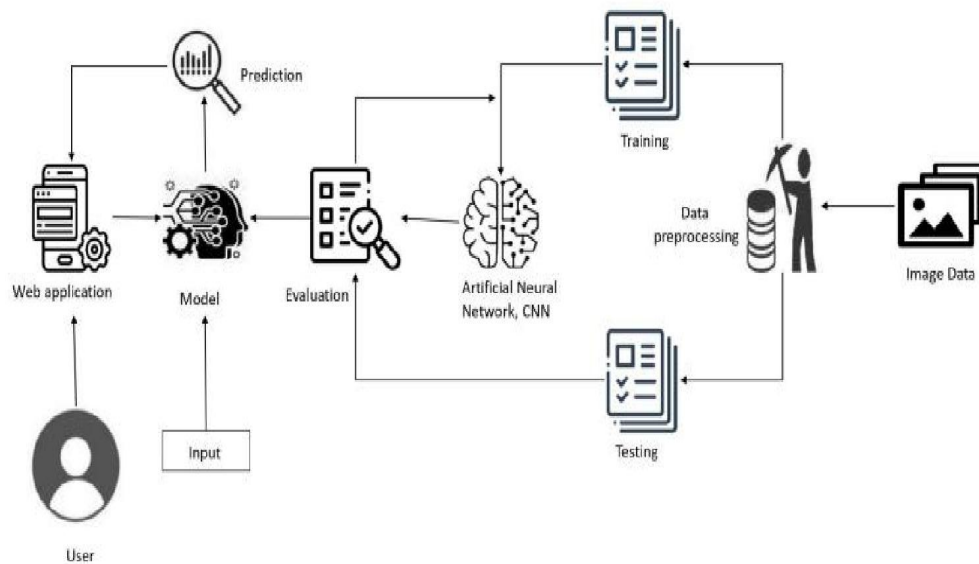 Prediction
Training
Data
preprocessing
Image Data
Web application
Model
Evaluation
Artificial Neural
Network, CNN
Input
Testing
User